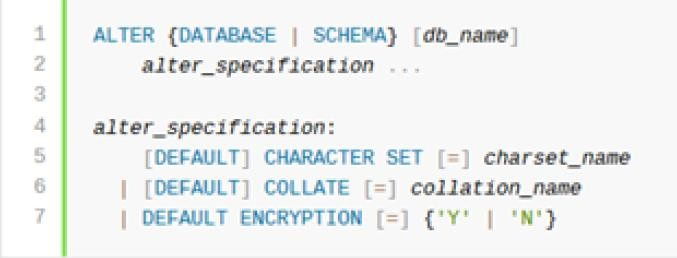 1 ALTER {DATABASE | SCHEMA} [db_name]
2 alter_specification ...
3
4 alter_specification:
5 [DEFAULT] CHARACTER SET [=] charset_name
6 | [DEFAULT] COLLATE [=] collation_name
7 | DEFAULT ENCRYPTION [=] {'Y' | 'N'}